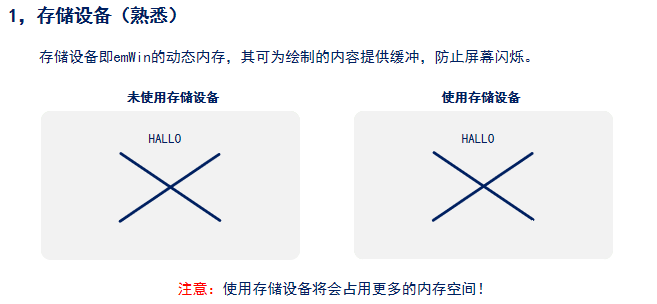 1，存储设备（熟悉）
存储设备即emWin的动态内存，其可为绘制的内容提供缓冲，防止屏幕闪烁。
未使用存储设备
使用存储设备
HALLO
HALLO
注意：使用存储设备将会占用更多的内存空间！